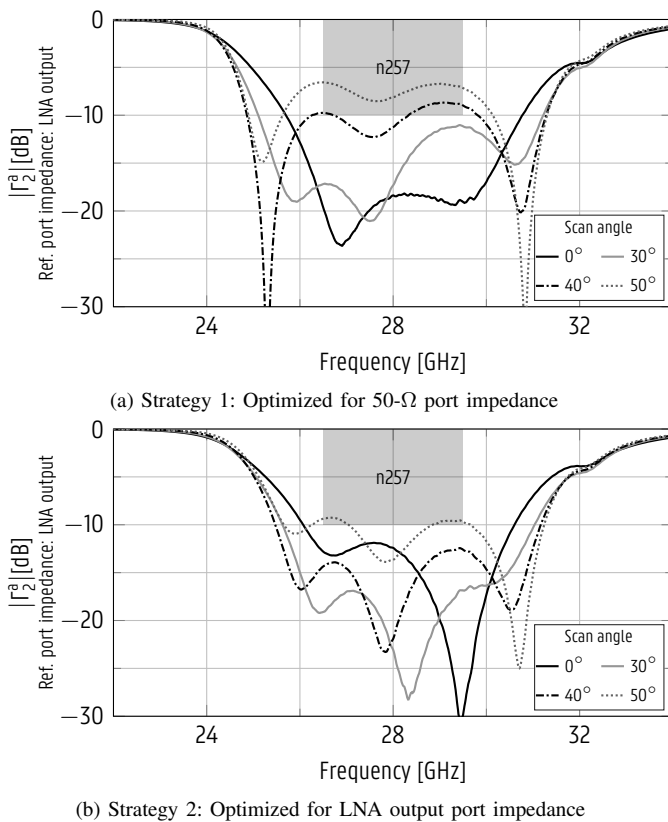 0
−10
−20
−30
|Γ₂ᵃ| [dB]
Ref. port impedance: LNA output
n257
Scan angle
0° 30°
40° 50°
24 28 32
Frequency [GHz]
(a) Strategy 1: Optimized for 50-Ω port impedance
0
−10
−20
−30
|Γ₂ᵃ| [dB]
Ref. port impedance: LNA output
n257
Scan angle
0° 30°
40° 50°
24 28 32
Frequency [GHz]
(b) Strategy 2: Optimized for LNA output port impedance